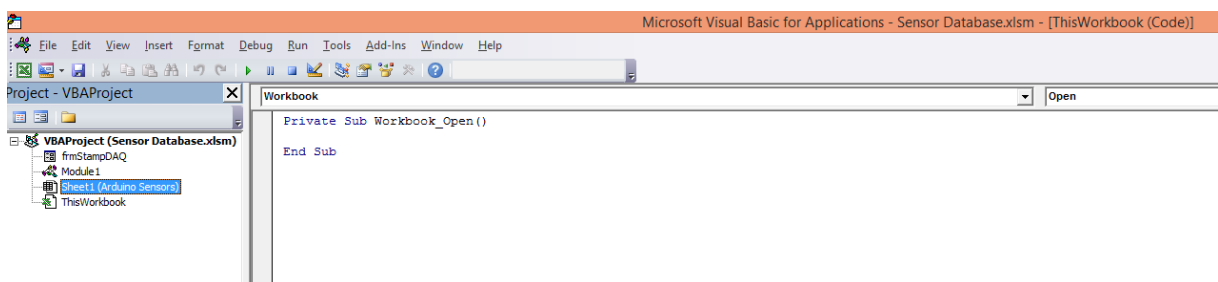 Microsoft Visual Basic for Applications - Sensor Database.xlsm - [ThisWorkbook (Code)]
File Edit View Insert Format Debug Run Tools Add-Ins Window Help
Project - VBAProject
Workbook
Open
VBAProject (Sensor Database.xlsm)
frmStampDAQ
Module1
Sheet1 (Arduino Sensors)
ThisWorkbook
Private Sub Workbook_Open()
End Sub